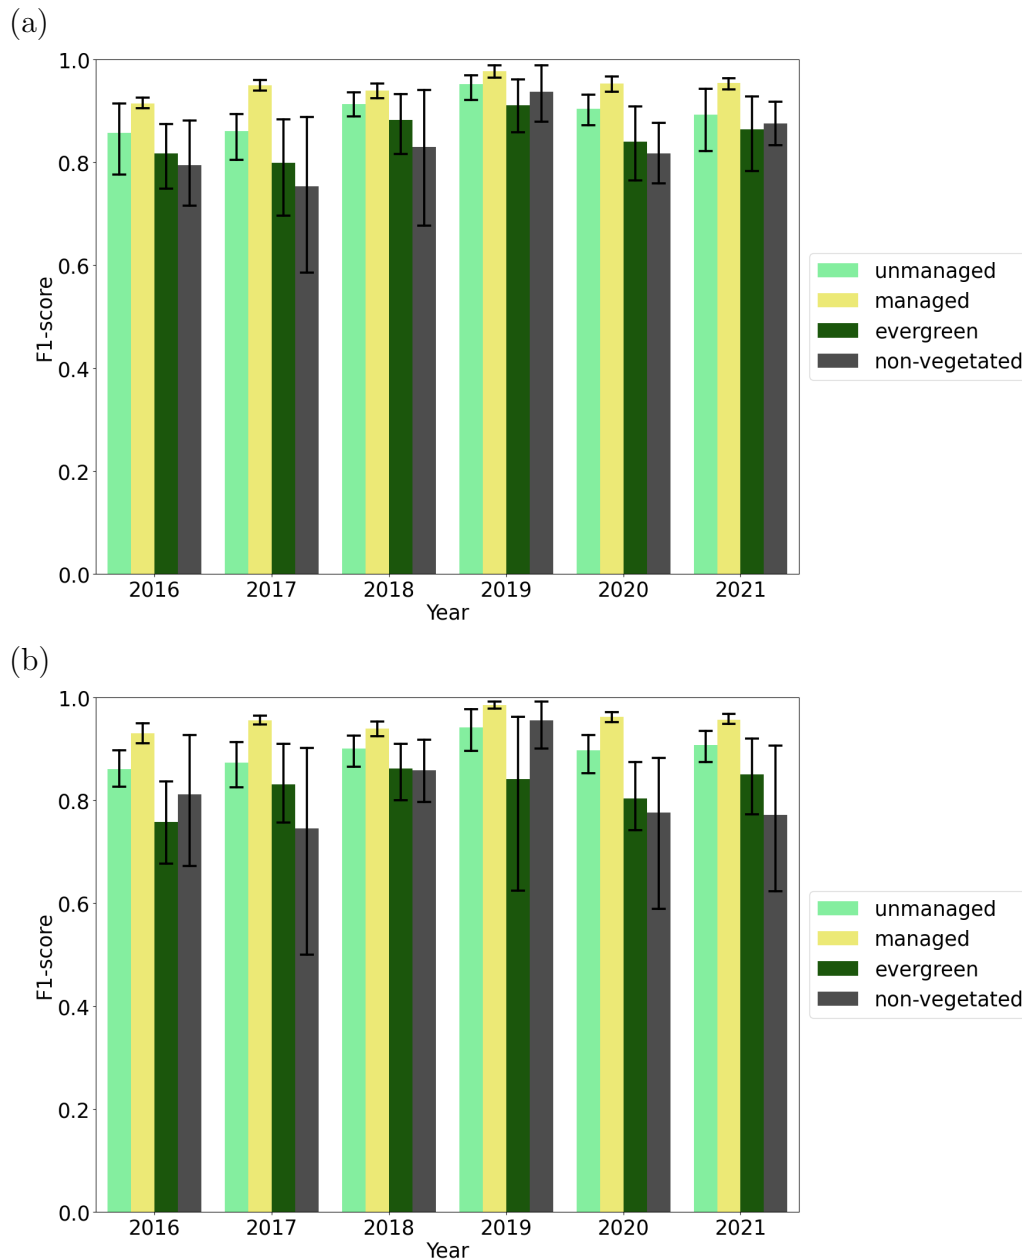 (a)
1.0
0.8
0.6
0.4
0.2
0.0
F1-score
2016 2017 2018 2019 2020 2021
Year
unmanaged
managed
evergreen
non-vegetated
(b)
1.0
0.8
0.6
0.4
0.2
0.0
F1-score
2016 2017 2018 2019 2020 2021
Year
unmanaged
managed
evergreen
non-vegetated